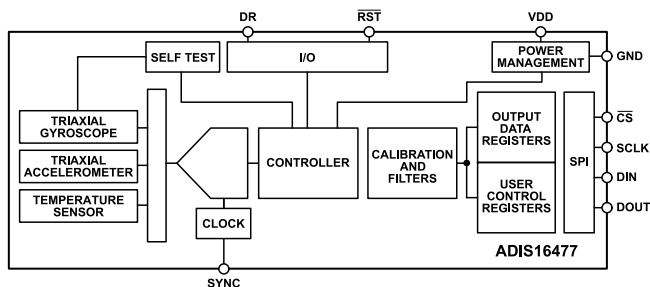 DR
RST
VDD
SELF TEST
I/O
POWER
MANAGEMENT
GND
TRIAXIAL
GYROSCOPE
TRIAXIAL
ACCELEROMETER
TEMPERATURE
SENSOR
CONTROLLER
CLOCK
CALIBRATION
AND
FILTERS
OUTPUT
DATA
REGISTERS
USER
CONTROL
REGISTERS
SPI
CS
SCLK
DIN
DOUT
ADIS16477
SYNC